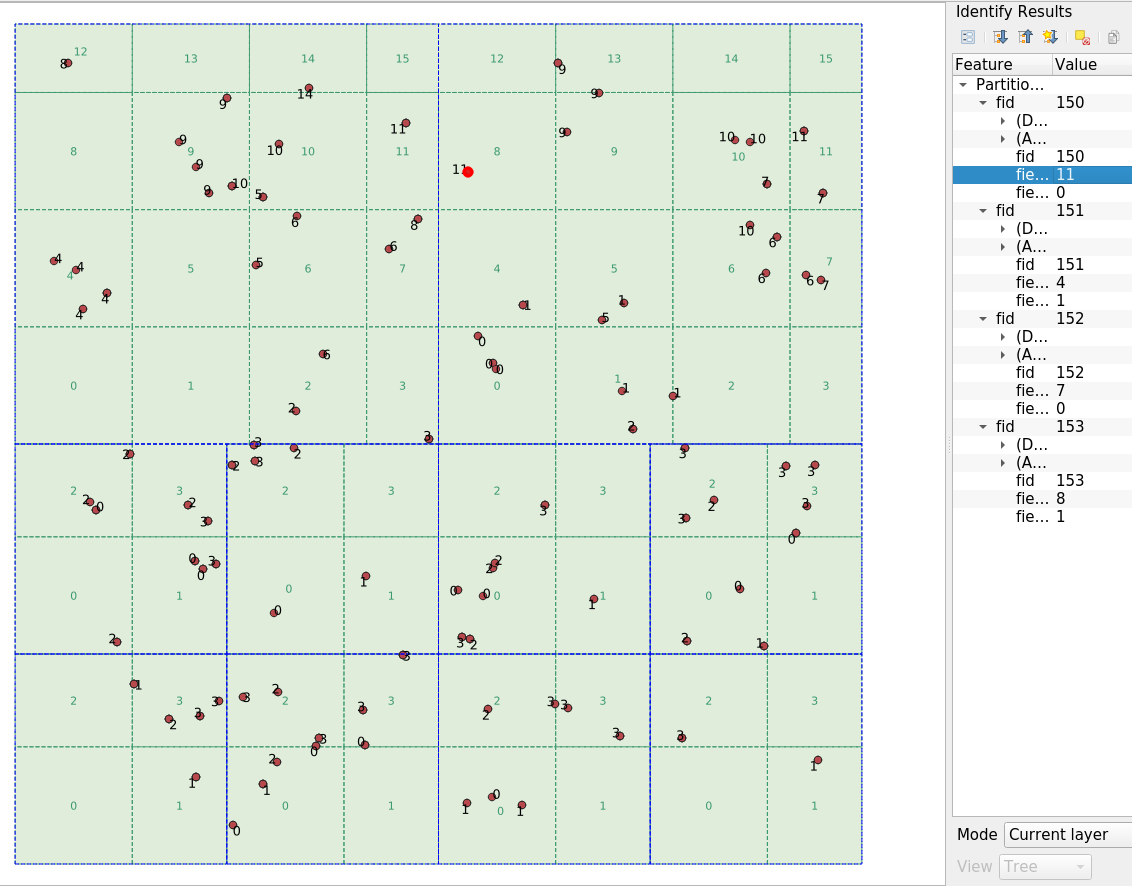 12 13 14 15 12 13 14 15
8 9
9 14 9
8 9 10 11 8 9 10 11
9 10 11 9 10 10 11
9 9 10 5 11 7 7
6 8 10 6
4 5 6 7 4 5 6 7
4 4 5 6 6 6 7
4 4 1 1 5
6 0 0 0
0 1 2 3 0 1 2 3
2 1 1
3 3 2
2 2 3 2 3 3 3
2 3 2 3 2 3 2 3
2 0 2 3 3 3 2 3
0 0 3 1 2 2 0
0 1 0 1 0 1 0 1
0 0 0 1 0
2 3 2 2 1
3
1 3 3 2
2 3 2 3 2 3 2 3
2 3 3 2 3 3 3 3
0 3 0
2
0 1 0 1 0 1 0 1
1 1 1 0 1 1
0
Identify Results
Feature Value
Partitio...
fid 150
(D...
(A...
fid 150
fie... 11
fie... 0
fid 151
(D...
(A...
fid 151
fie... 4
fie... 1
fid 152
(D...
(A...
fid 152
fie... 7
fie... 0
fid 153
(D...
(A...
fid 153
fie... 8
fie... 1
Mode Current layer
View Tree